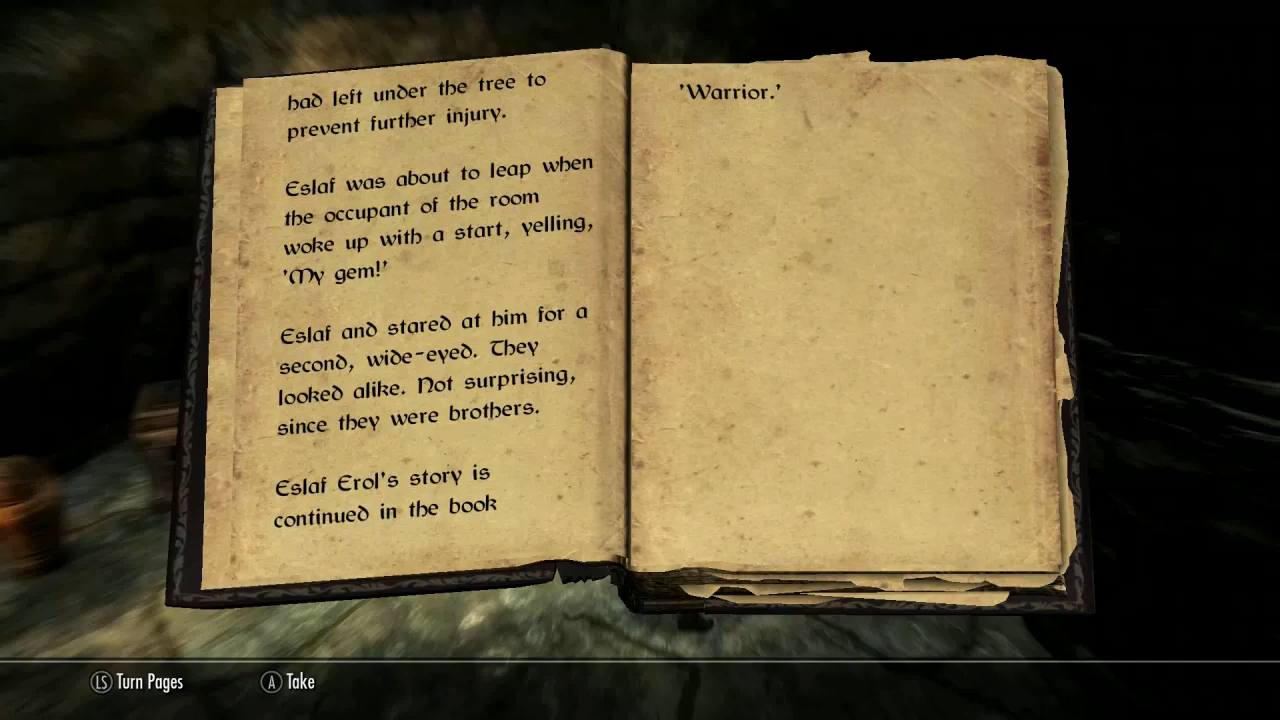 had left under the tree to
prevent further injury.
Eslaf was about to leap when
the occupant of the room
woke up with a start, yelling,
'My gem!'
Eslaf and stared at him for a
second, wide-eyed. They
looked alike. Not surprising,
since they were brothers.
Eslaf Erol's story is
continued in the book
'Warrior.'
LS Turn Pages
A Take